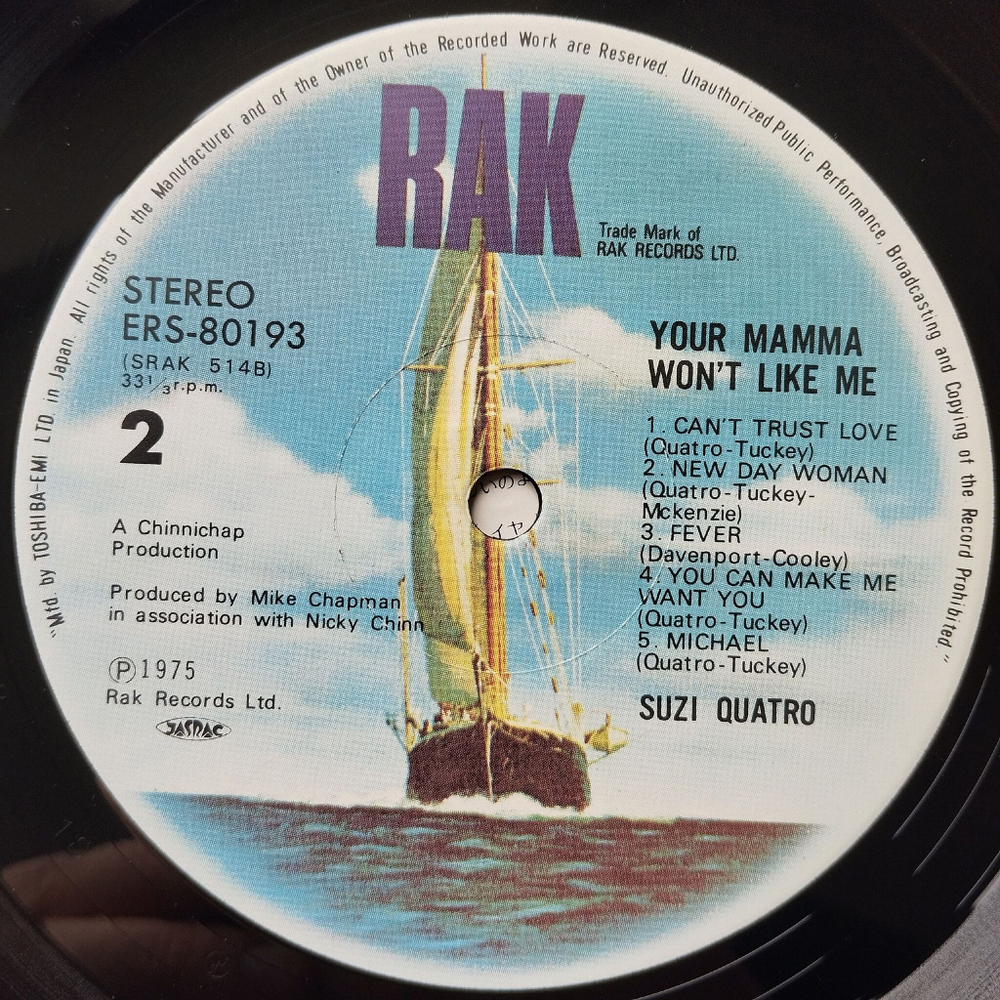 "Mfd. by TOSHIBA-EMI LTD. in Japan. All rights of the Manufacturer and of the Owner of the Recorded Work are Reserved. Unauthorized Public Performance, Broadcasting and Copying of the Record Prohibited."
RAK
Trade Mark of
RAK RECORDS LTD.
STEREO
ERS-80193
(SRAK 514B)
33 1/3 r.p.m.
2
A Chinnichap
Production
Produced by Mike Chapman
in association with Nicky Chinn
Ⓟ1975
Rak Records Ltd.
JASRAC
YOUR MAMMA
WON'T LIKE ME
1. CAN'T TRUST LOVE
(Quatro-Tuckey)
2. NEW DAY WOMAN
(Quatro-Tuckey-
Mckenzie)
3. FEVER
(Davenport-Cooley)
4. YOU CAN MAKE ME
WANT YOU
(Quatro-Tuckey)
5. MICHAEL
(Quatro-Tuckey)
SUZI QUATRO